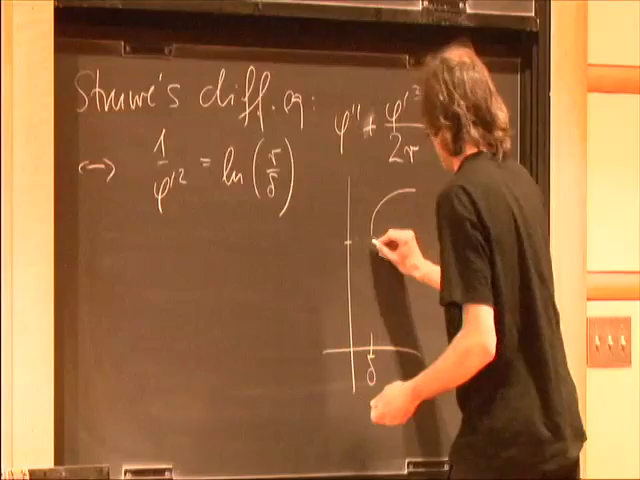 Struwe's diff. eq: φ'' + φ'³/2r
<-> 1/φ'² = ln(r/δ)
δ